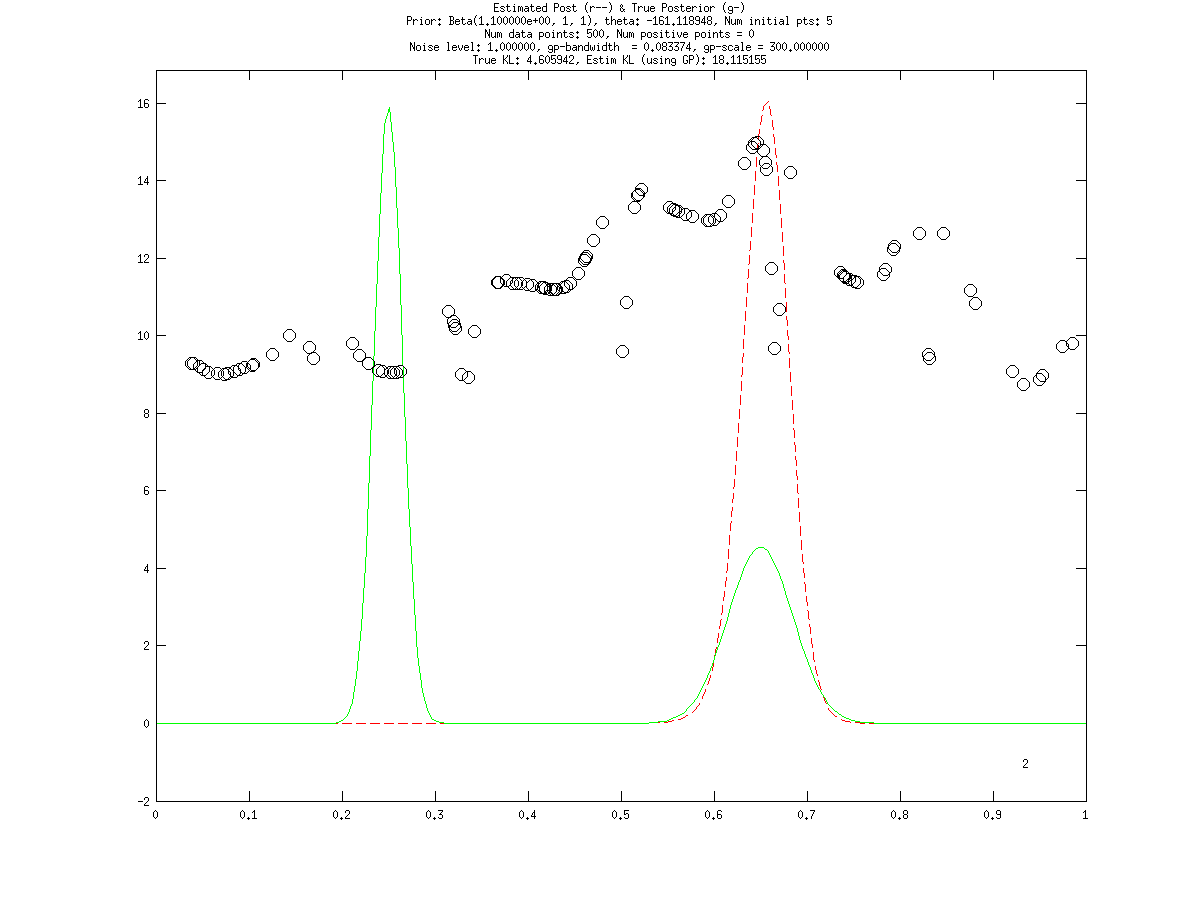 Estimated Post (r--) & True Posterior (g-)
Prior: Beta(1.100000e+00, 1, 1), theta: -161.118948, Num initial pts: 5
Num data points: 500, Num positive points = 0
Noise level: 1.000000, gp-bandwidth  = 0.083374, gp-scale = 300.000000
True KL: 4.605942, Estim KL (using GP): 18.115155
16
14
12
10
8
6
4
2
0
2
-2
0 0.1 0.2 0.3 0.4 0.5 0.6 0.7 0.8 0.9 1